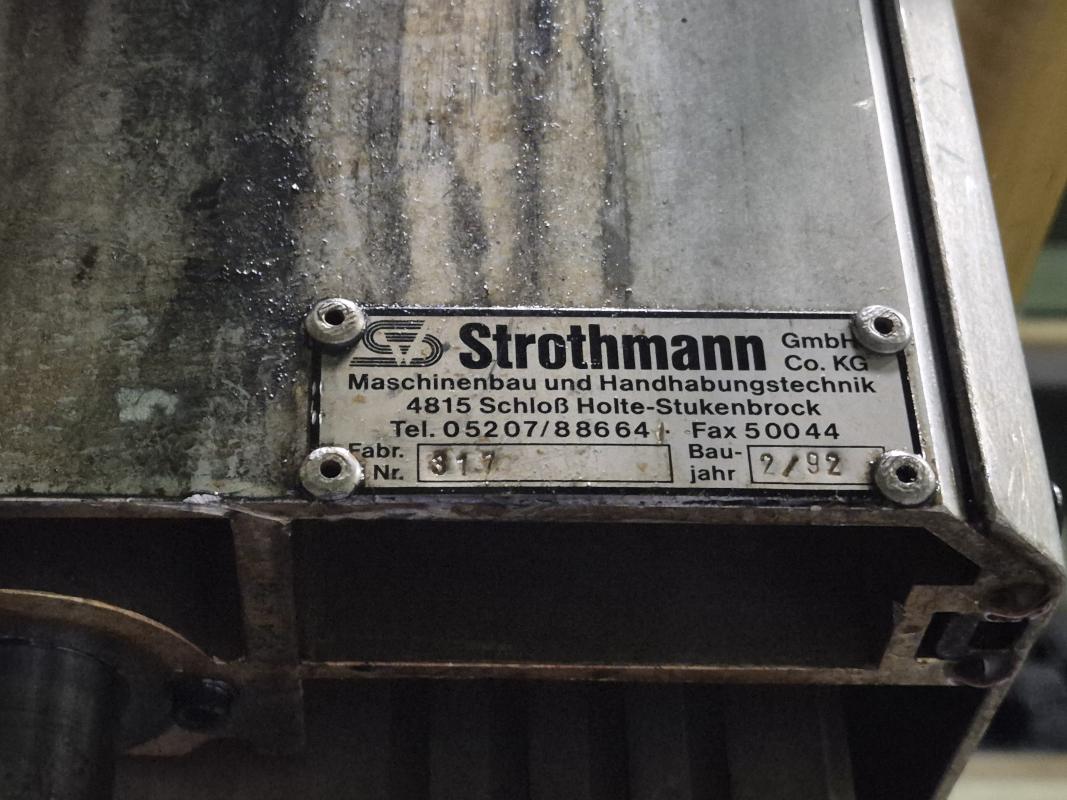 Strothmann GmbH Co. KG
Maschinenbau und Handhabungstechnik
4815 Schloß Holte-Stukenbrock
Tel. 05207/88664 Fax 50044
Fabr. Nr. 317 Bau- jahr 2/92